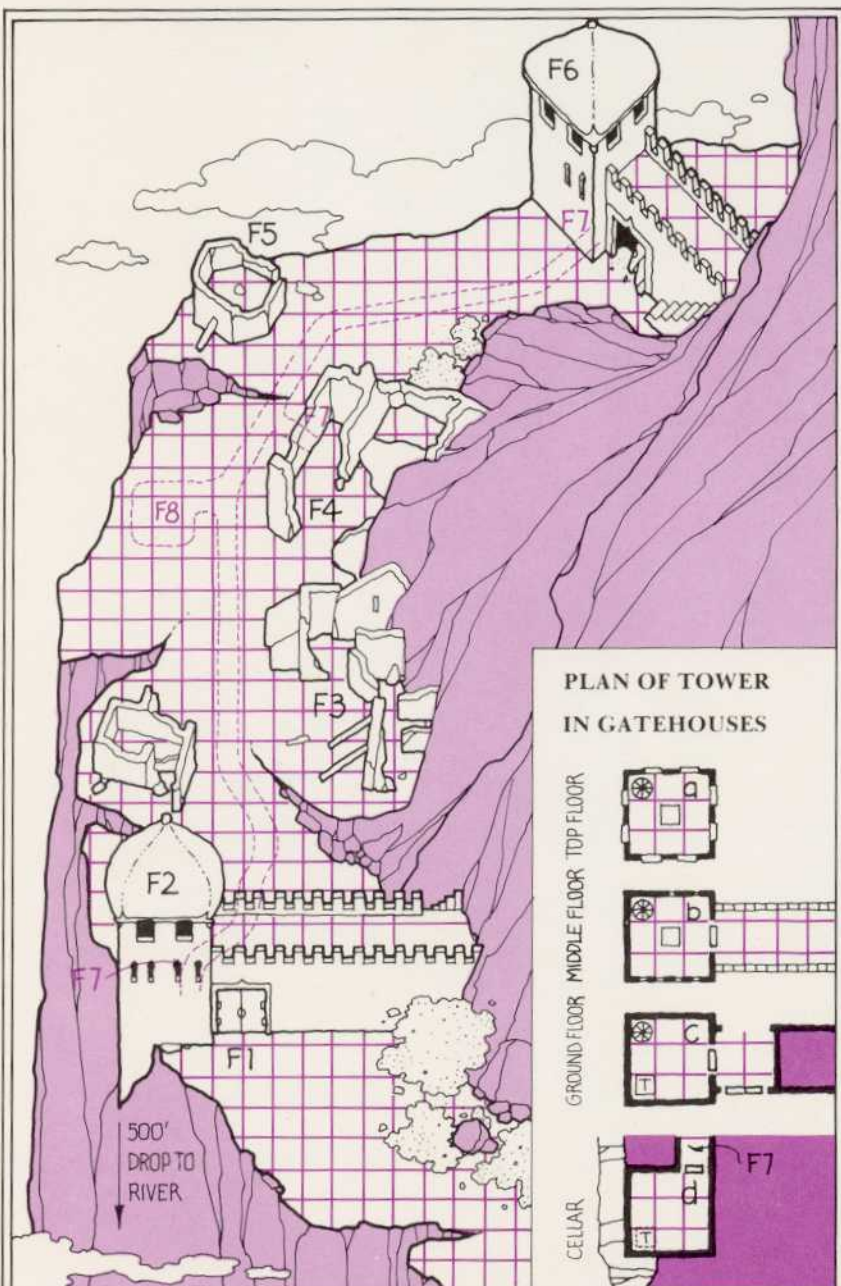 F6
F7
F5
F7
F8
F4
F3
F2
F7
F1
500'
DROP TO
RIVER
PLAN OF TOWER
IN GATEHOUSES
TOP FLOOR
a
MIDDLE FLOOR
b
GROUND FLOOR
c
T
CELLAR
F7
d
T